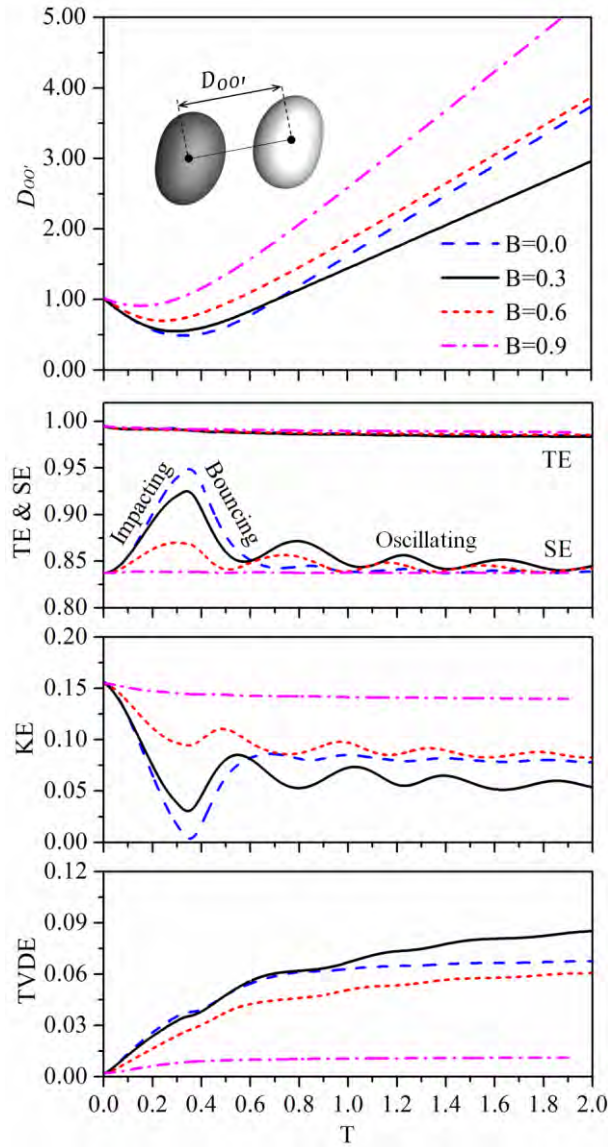 5.00
4.00
3.00
2.00
1.00
0.00
D_{OO'}
D_{OO'}
B=0.0
B=0.3
B=0.6
B=0.9
1.00
0.95
0.90
0.85
0.80
TE & SE
Impacting
Bouncing
Oscillating
TE
SE
0.20
0.15
0.10
0.05
0.00
KE
0.12
0.09
0.06
0.03
0.00
TVDE
0.0 0.2 0.4 0.6 0.8 1.0 1.2 1.4 1.6 1.8 2.0
T